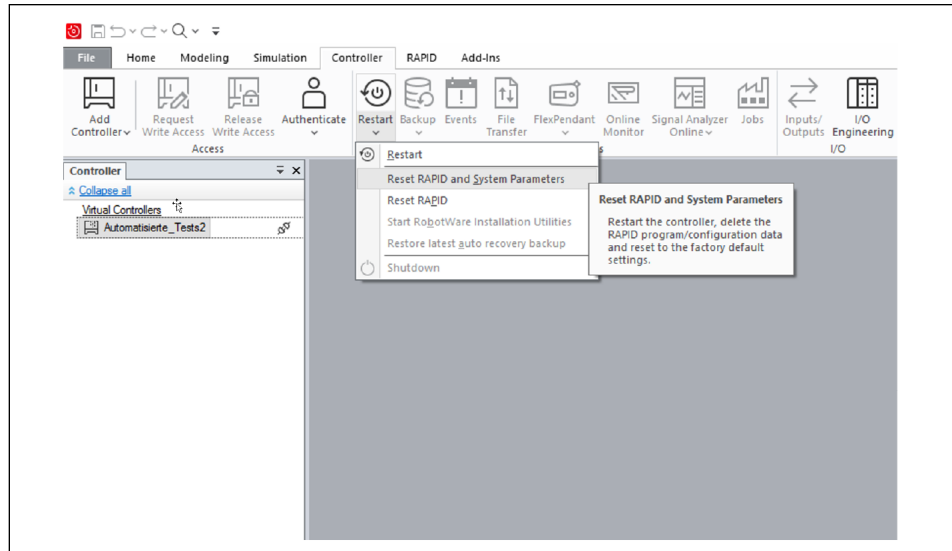 File Home Modeling Simulation Controller RAPID Add-Ins
Add Controller
Request Write Access
Release Write Access
Authenticate
Restart
Backup
Events
File Transfer
FlexPendant
Online Monitor
Signal Analyzer Online
Jobs
Inputs/ Outputs
I/O Engineering
Access
I/O
Controller
Collapse all
Virtual Controllers
Automatisierte_Tests2
Restart
Reset RAPID and System Parameters
Reset RAPID
Start RobotWare Installation Utilities
Restore latest auto recovery backup
Shutdown
Reset RAPID and System Parameters
Restart the controller, delete the
RAPID program/configuration data
and reset to the factory default
settings.